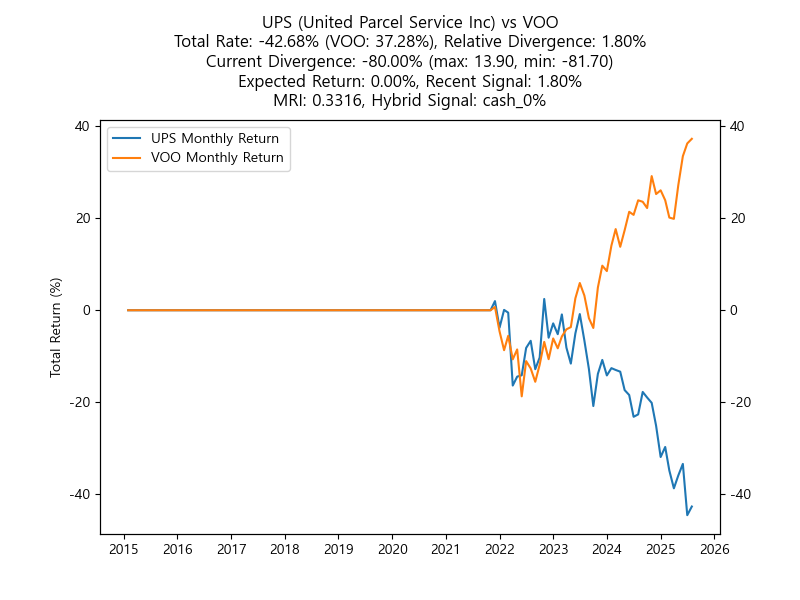 UPS (United Parcel Service Inc) vs VOO
Total Rate: -42.68% (VOO: 37.28%), Relative Divergence: 1.80%
Current Divergence: -80.00% (max: 13.90, min: -81.70)
Expected Return: 0.00%, Recent Signal: 1.80%
MRI: 0.3316, Hybrid Signal: cash_0%
UPS Monthly Return
VOO Monthly Return
Total Return (%)
40
20
0
-20
-40
40
20
0
-20
-40
2015 2016 2017 2018 2019 2020 2021 2022 2023 2024 2025 2026